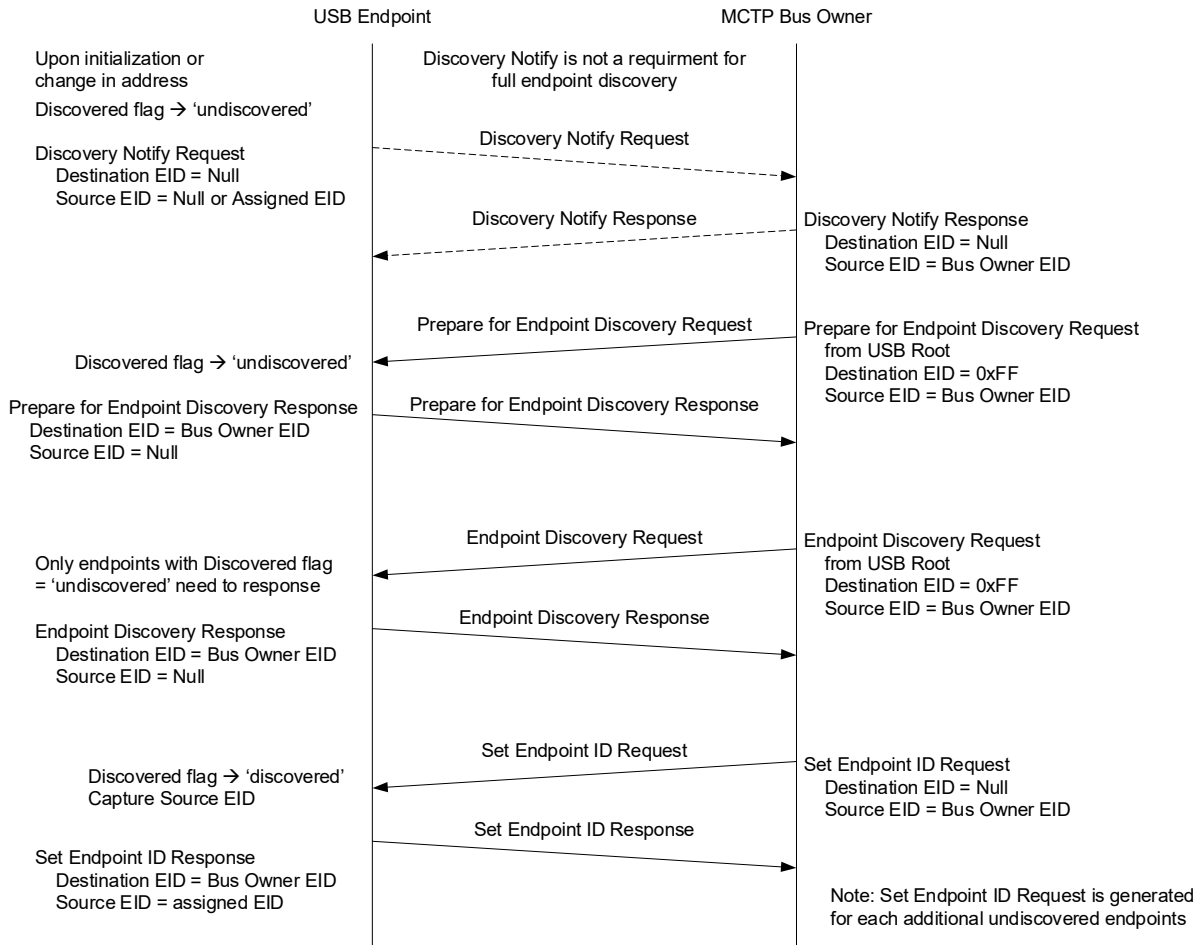 USB Endpoint
MCTP Bus Owner
Upon initialization or
change in address
Discovered flag → ‘undiscovered’
Discovery Notify is not a requirment for
full endpoint discovery
Discovery Notify Request
Discovery Notify Request
Destination EID = Null
Source EID = Null or Assigned EID
Discovery Notify Response
Discovery Notify Response
Destination EID = Null
Source EID = Bus Owner EID
Prepare for Endpoint Discovery Request
Prepare for Endpoint Discovery Request
from USB Root
Destination EID = 0xFF
Source EID = Bus Owner EID
Discovered flag → ‘undiscovered’
Prepare for Endpoint Discovery Response
Destination EID = Bus Owner EID
Source EID = Null
Prepare for Endpoint Discovery Response
Endpoint Discovery Request
Endpoint Discovery Request
from USB Root
Destination EID = 0xFF
Source EID = Bus Owner EID
Only endpoints with Discovered flag
= ‘undiscovered’ need to response
Endpoint Discovery Response
Endpoint Discovery Response
Destination EID = Bus Owner EID
Source EID = Null
Set Endpoint ID Request
Set Endpoint ID Request
Destination EID = Null
Source EID = Bus Owner EID
Discovered flag → ‘discovered’
Capture Source EID
Set Endpoint ID Response
Set Endpoint ID Response
Destination EID = Bus Owner EID
Source EID = assigned EID
Note: Set Endpoint ID Request is generated
for each additional undiscovered endpoints